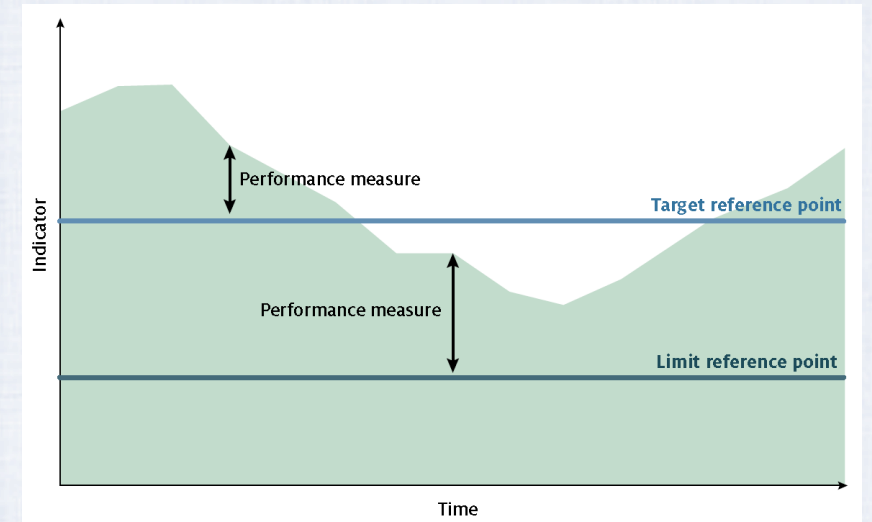 Performance measure
Target reference point
Indicator
Performance measure
Limit reference point
Time